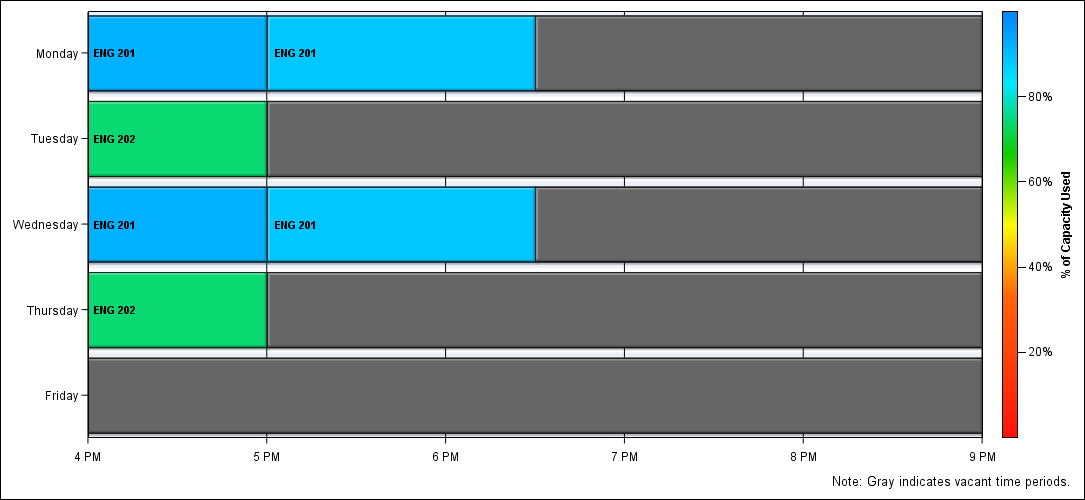 Monday
ENG 201
ENG 201
Tuesday
ENG 202
Wednesday
ENG 201
ENG 201
Thursday
ENG 202
Friday
4 PM
5 PM
6 PM
7 PM
8 PM
9 PM
80%
60%
40%
20%
% of Capacity Used
Note: Gray indicates vacant time periods.